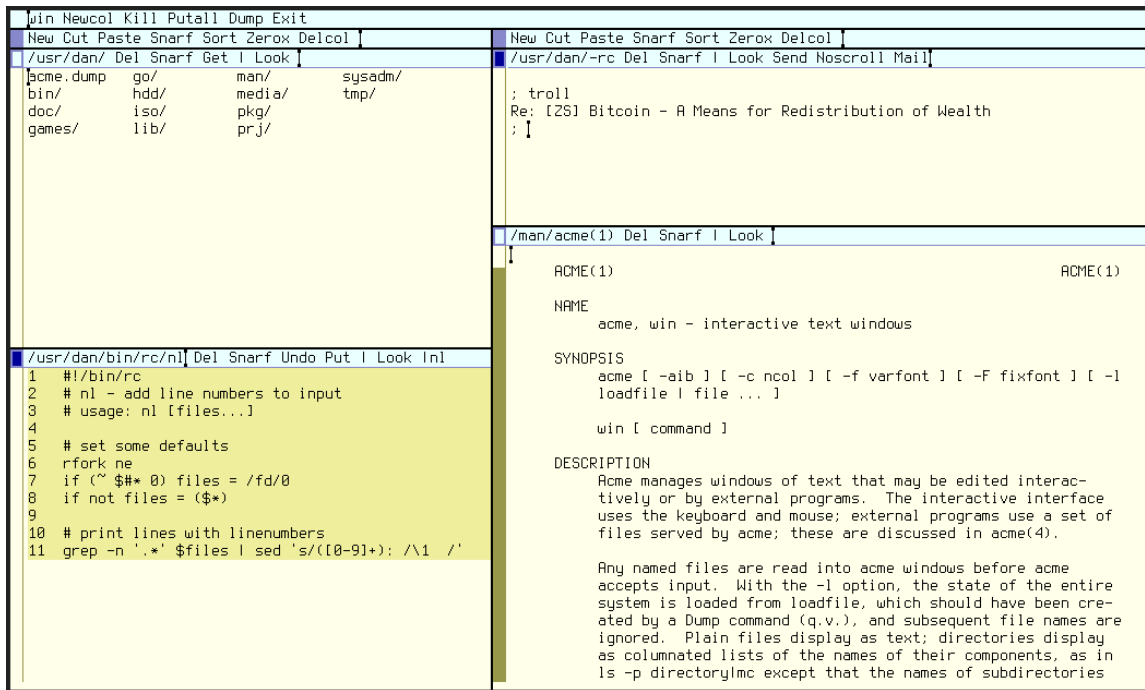 win Newcol Kill Putall Dump Exit
New Cut Paste Snarf Sort Zerox Delcol
/usr/dan/ Del Snarf Get | Look
acme.dump go/ man/ sysadm/
bin/ hdd/ media/ tmp/
doc/ iso/ pkg/
games/ lib/ prj/
/usr/dan/bin/rc/nl Del Snarf Undo Put | Look |nl
1 #!/bin/rc
2 # nl - add line numbers to input
3 # usage: nl [files...]
4
5 # set some defaults
6 rfork ne
7 if (~ $#* 0) files = /fd/0
8 if not files = ($*)
9
10 # print lines with linenumbers
11 grep -n '.*' $files | sed 's/([0-9]+): /\1 /'
New Cut Paste Snarf Sort Zerox Delcol
/usr/dan/-rc Del Snarf | Look Send Noscroll Mail
; troll
Re: [ZS] Bitcoin - A Means for Redistribution of Wealth
;
/man/acme(1) Del Snarf | Look
ACME(1) ACME(1)
NAME
acme, win - interactive text windows
SYNOPSIS
acme [ -aib ] [ -c ncol ] [ -f varfont ] [ -F fixfont ] [ -l
loadfile | file ... ]
win [ command ]
DESCRIPTION
Acme manages windows of text that may be edited interac-
tively or by external programs. The interactive interface
uses the keyboard and mouse; external programs use a set of
files served by acme; these are discussed in acme(4).
Any named files are read into acme windows before acme
accepts input. With the -l option, the state of the entire
system is loaded from loadfile, which should have been cre-
ated by a Dump command (q.v.), and subsequent file names are
ignored. Plain files display as text; directories display
as columnated lists of the names of their components, as in
ls -p directory|mc except that the names of subdirectories